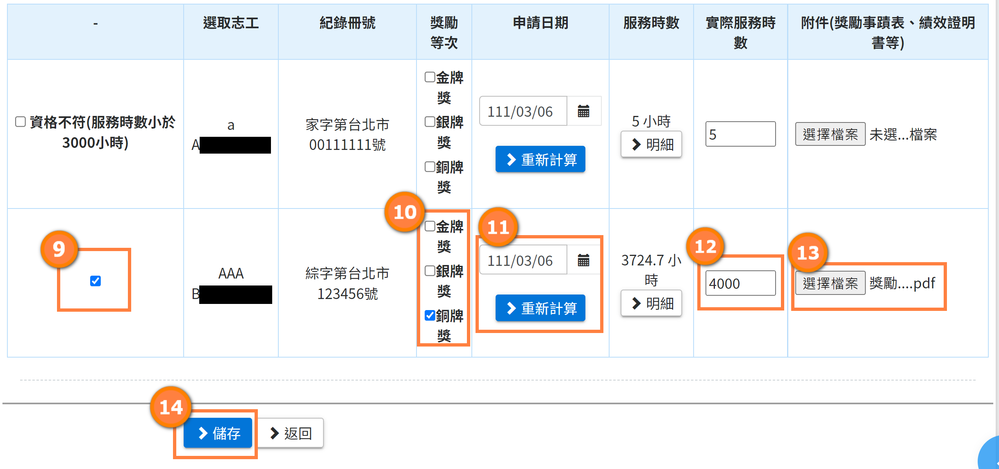 -
選取志工
紀錄冊號
獎勵
等次
申請日期
服務時數
實際服務時
數
附件(獎勵事蹟表、績效證明
書等)
資格不符(服務時數小於
3000小時)
a
A
家字第台北市
00111111號
金牌
獎
銀牌
獎
銅牌
獎
111/03/06
重新計算
5 小時
明細
5
選擇檔案 未選...檔案
9
AAA
B
綜字第台北市
123456號
10
金牌
獎
銀牌
獎
銅牌
獎
11
111/03/06
重新計算
3724.7 小
時
明細
12
4000
13
選擇檔案 獎勵....pdf
14
儲存
返回